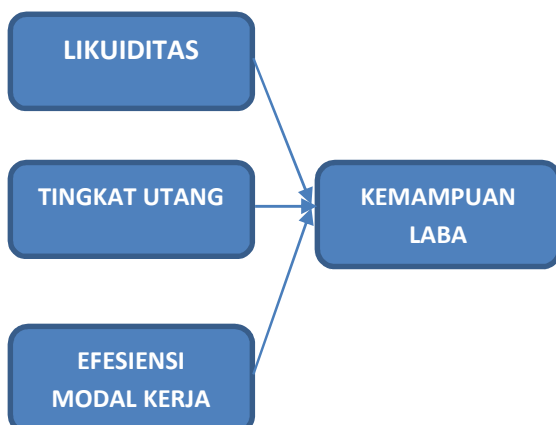 LIKUIDITAS
TINGKAT UTANG
KEMAMPUAN
LABA
EFESIENSI
MODAL KERJA